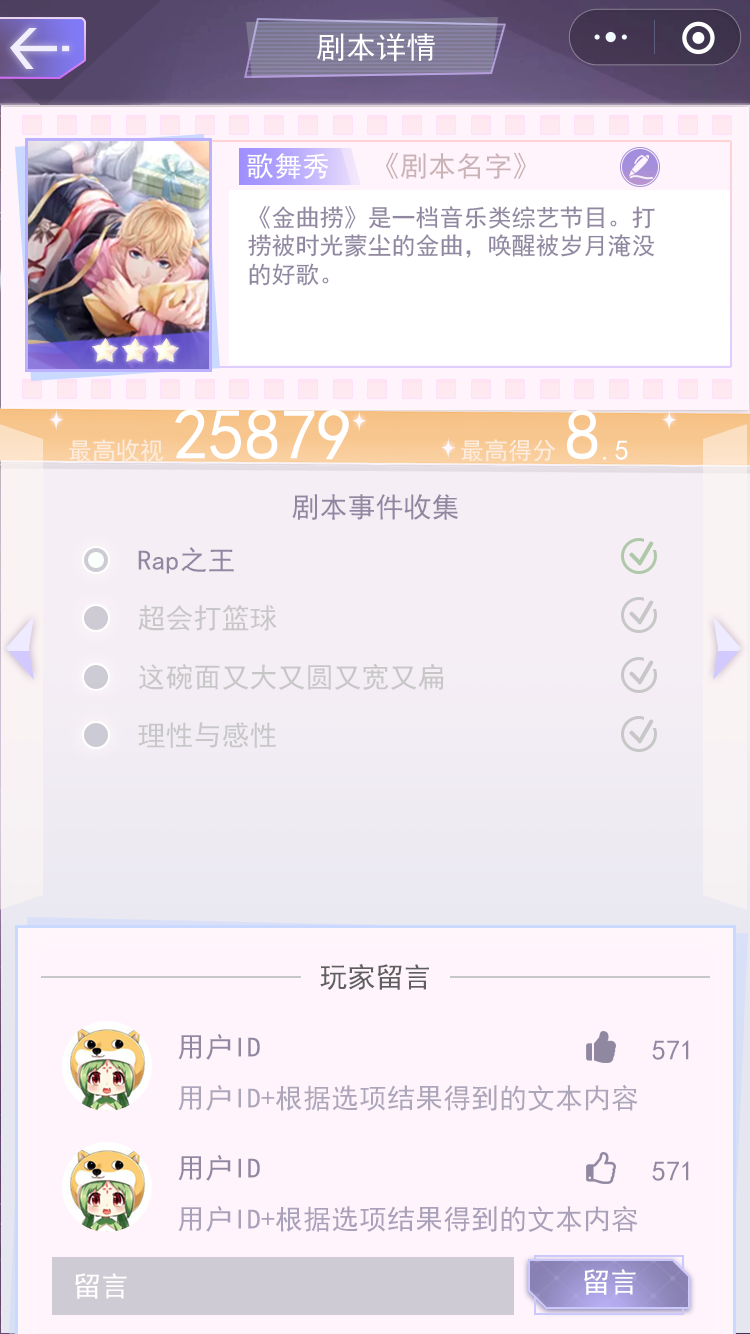 剧本详情
歌舞秀 《剧本名字》
《金曲捞》是一档音乐类综艺节目。打
捞被时光蒙尘的金曲，唤醒被岁月淹没
的好歌。
最高收视 25879 最高得分 8.5
剧本事件收集
Rap之王
超会打篮球
这碗面又大又圆又宽又扁
理性与感性
玩家留言
用户ID 571
用户ID+根据选项结果得到的文本内容
用户ID 571
用户ID+根据选项结果得到的文本内容
留言 留言